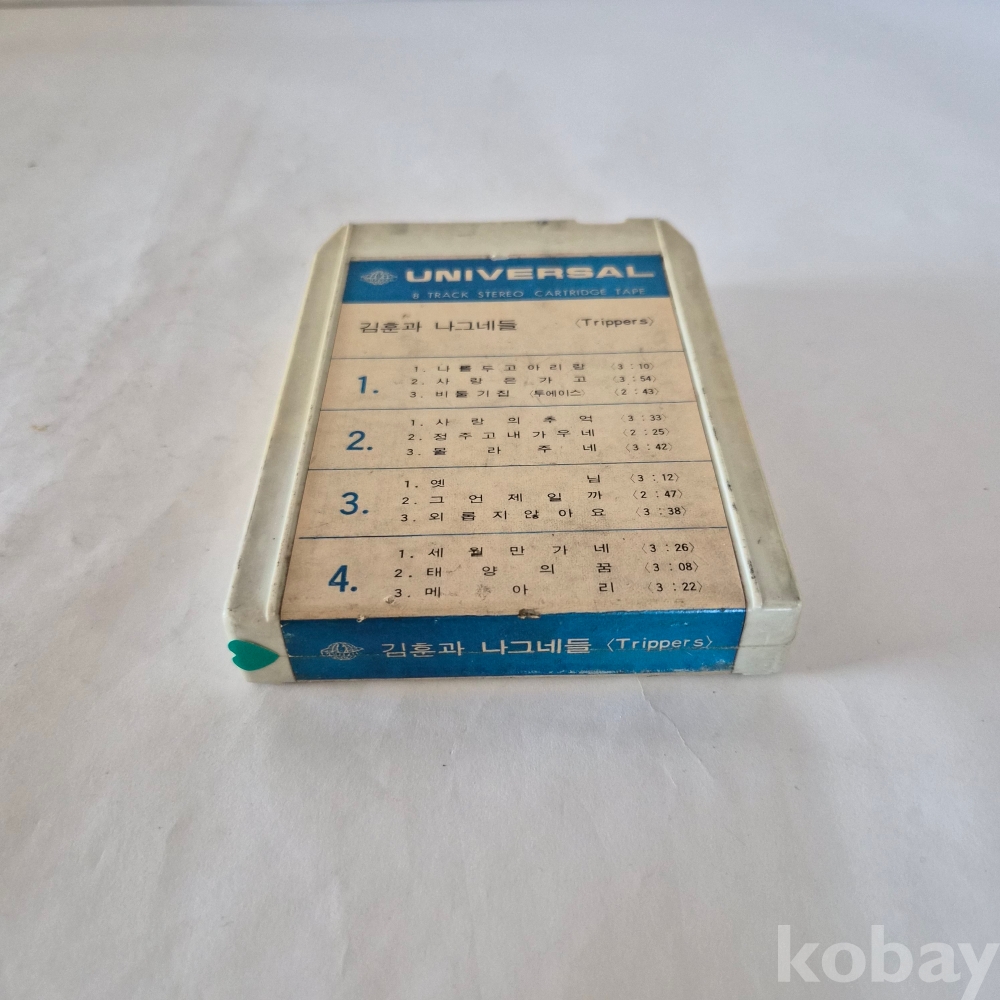 UNIVERSAL
8 TRACK STEREO CARTRIDGE TAPE
김훈과 나그네들 〈Trippers〉
1.
1. 나를두고아리랑 〈3:10〉
2. 사랑은가고 〈3:54〉
3. 비둘기집 〈투에이스〉 〈2:43〉
2.
1. 사랑의추억 〈3:33〉
2. 정주고내가우네 〈2:25〉
3. 몰라주네 〈3:42〉
3.
1. 옛님 〈3:12〉
2. 그언제일까 〈2:47〉
3. 외롭지않아요 〈3:38〉
4.
1. 세월만가네 〈3:26〉
2. 태양의꿈 〈3:08〉
3. 메아리 〈3:22〉
김훈과 나그네들 〈Trippers〉
kobay